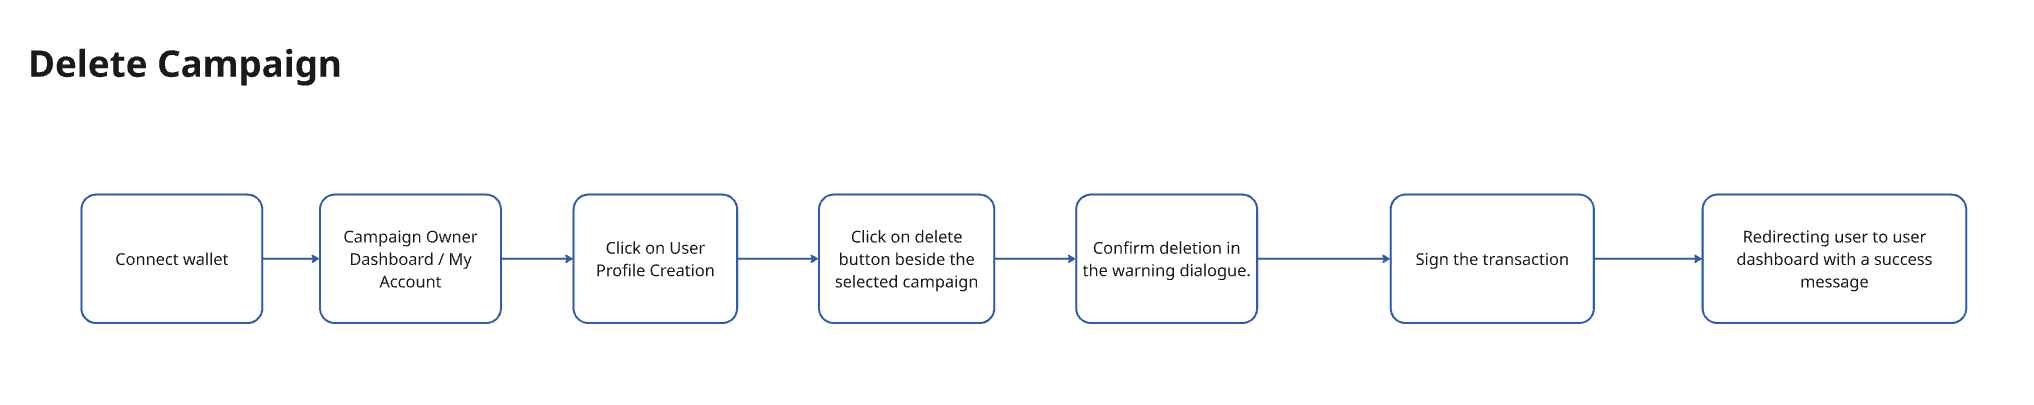 Delete Campaign
Connect wallet
Campaign Owner
Dashboard / My
Account
Click on User
Profile Creation
Click on delete
button beside the
selected campaign
Confirm deletion in
the warning dialogue.
Sign the transaction
Redirecting user to user
dashboard with a success
message